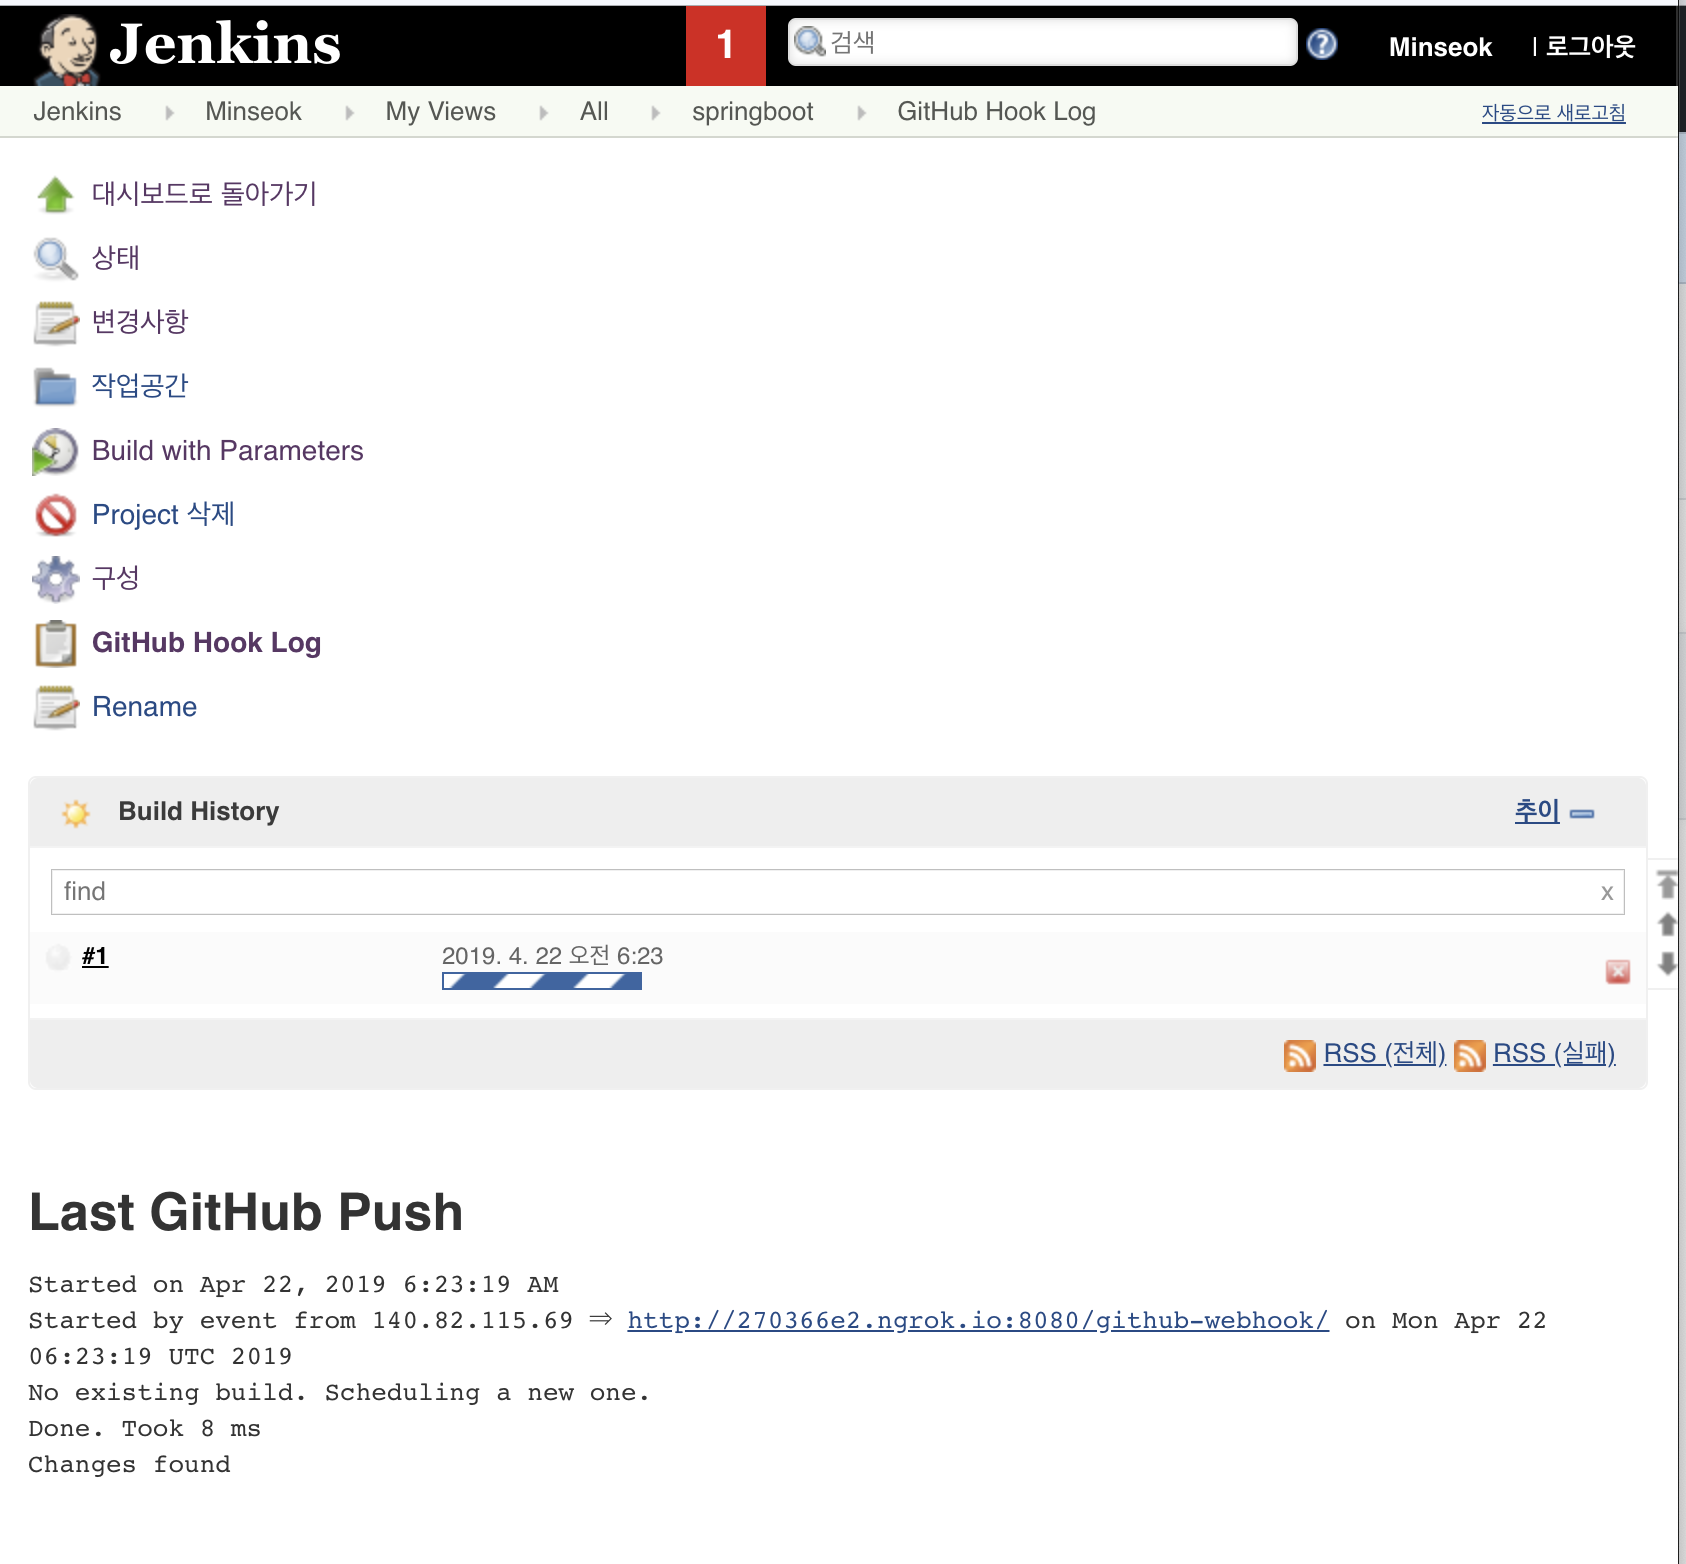 Jenkins
1
검색
Minseok
| 로그아웃
Jenkins Minseok My Views All springboot GitHub Hook Log
자동으로 새로고침
대시보드로 돌아가기
상태
변경사항
작업공간
Build with Parameters
Project 삭제
구성
GitHub Hook Log
Rename
Build History
추이
find x
#1 2019. 4. 22 오전 6:23
RSS (전체) RSS (실패)
Last GitHub Push
Started on Apr 22, 2019 6:23:19 AM
Started by event from 140.82.115.69 ⇒ http://270366e2.ngrok.io:8080/github-webhook/ on Mon Apr 22
06:23:19 UTC 2019
No existing build. Scheduling a new one.
Done. Took 8 ms
Changes found